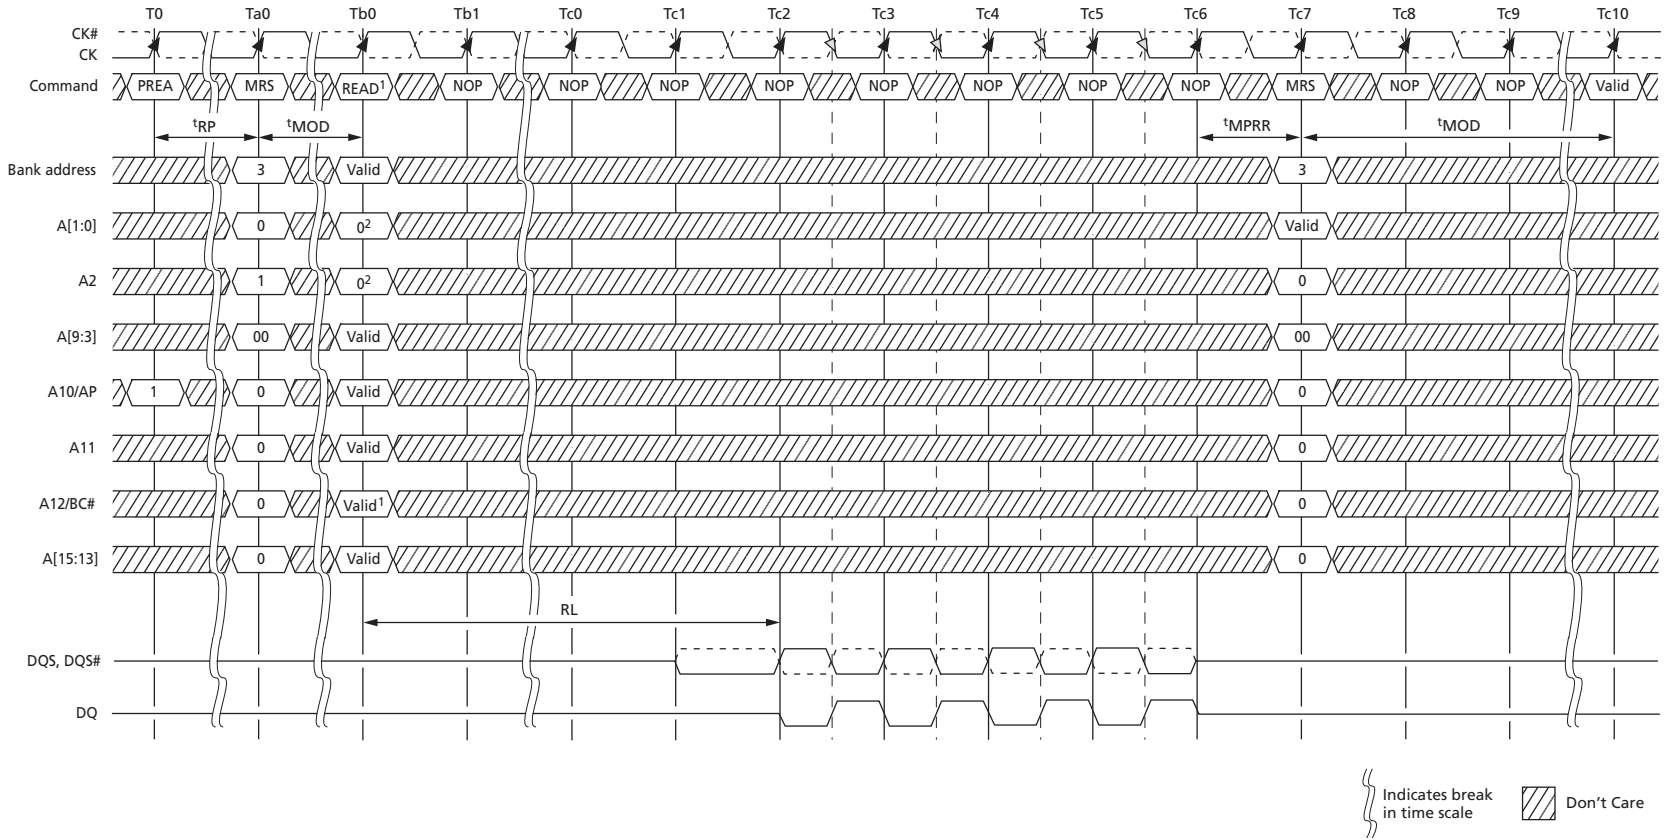 T0 Ta0 Tb0 Tb1 Tc0 Tc1 Tc2 Tc3 Tc4 Tc5 Tc6 Tc7 Tc8 Tc9 Tc10
CK#
CK
Command PREA MRS READ1 NOP NOP NOP NOP NOP NOP NOP NOP MRS NOP NOP Valid
tRP tMOD tMPRR tMOD
Bank address 3 Valid 3
A[1:0] 0 02 Valid
A2 1 02 0
A[9:3] 00 Valid 00
A10/AP 1 0 Valid 0
A11 0 Valid 0
A12/BC# 0 Valid1 0
A[15:13] 0 Valid 0
RL
DQS, DQS#
DQ
Indicates break
in time scale
Don't Care